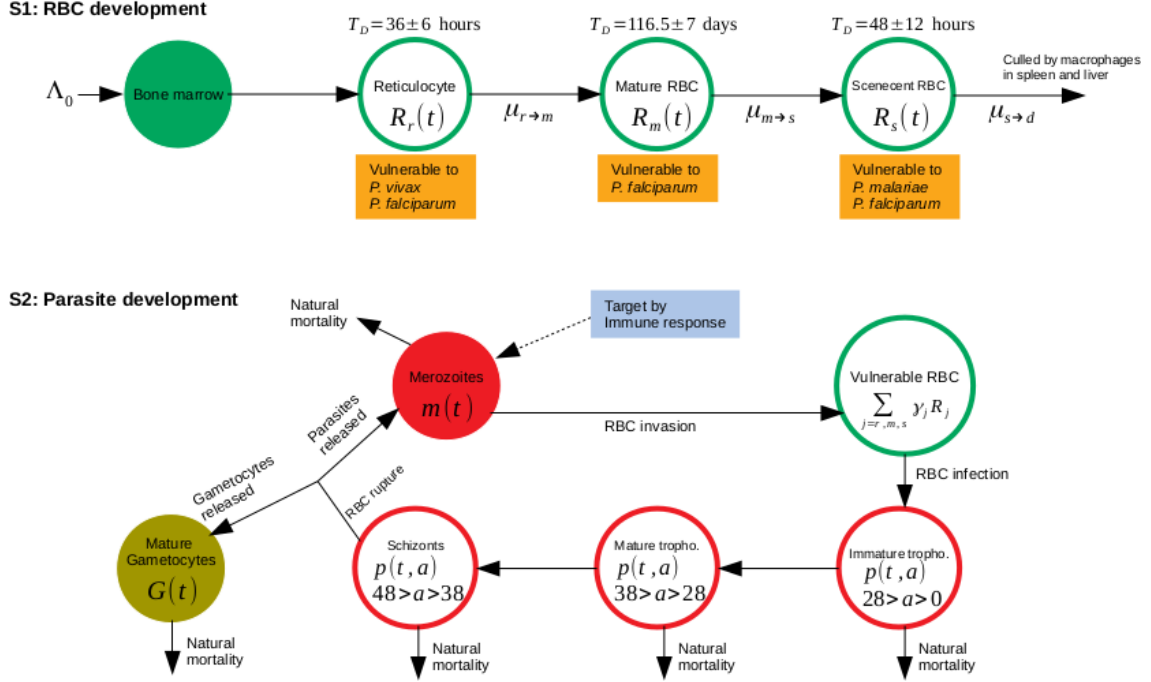 S1: RBC development
T_D=36±6 hours
T_D=116.5±7 days
T_D=48±12 hours
Culled by macrophages
in spleen and liver
Λ₀
Bone marrow
Reticulocyte
R_r(t)
μ_r→m
Mature RBC
R_m(t)
μ_m→s
Scenecent RBC
R_s(t)
μ_s→d
Vulnerable to
P. vivax
P. falciparum
Vulnerable to
P. falciparum
Vulnerable to
P. malariae
P. falciparum
S2: Parasite development
Natural
mortality
Target by
Immune response
Merozoites
m(t)
Vulnerable RBC
∑ γ_j R_j
j=r,m,s
RBC invasion
Parasites
released
Gametocytes
released
RBC rupture
RBC infection
Mature
Gametocytes
G(t)
Schizonts
p(t,a)
48>a>38
Mature tropho.
p(t,a)
38>a>28
Immature tropho.
p(t,a)
28>a>0
Natural
mortality
Natural
mortality
Natural
mortality
Natural
mortality